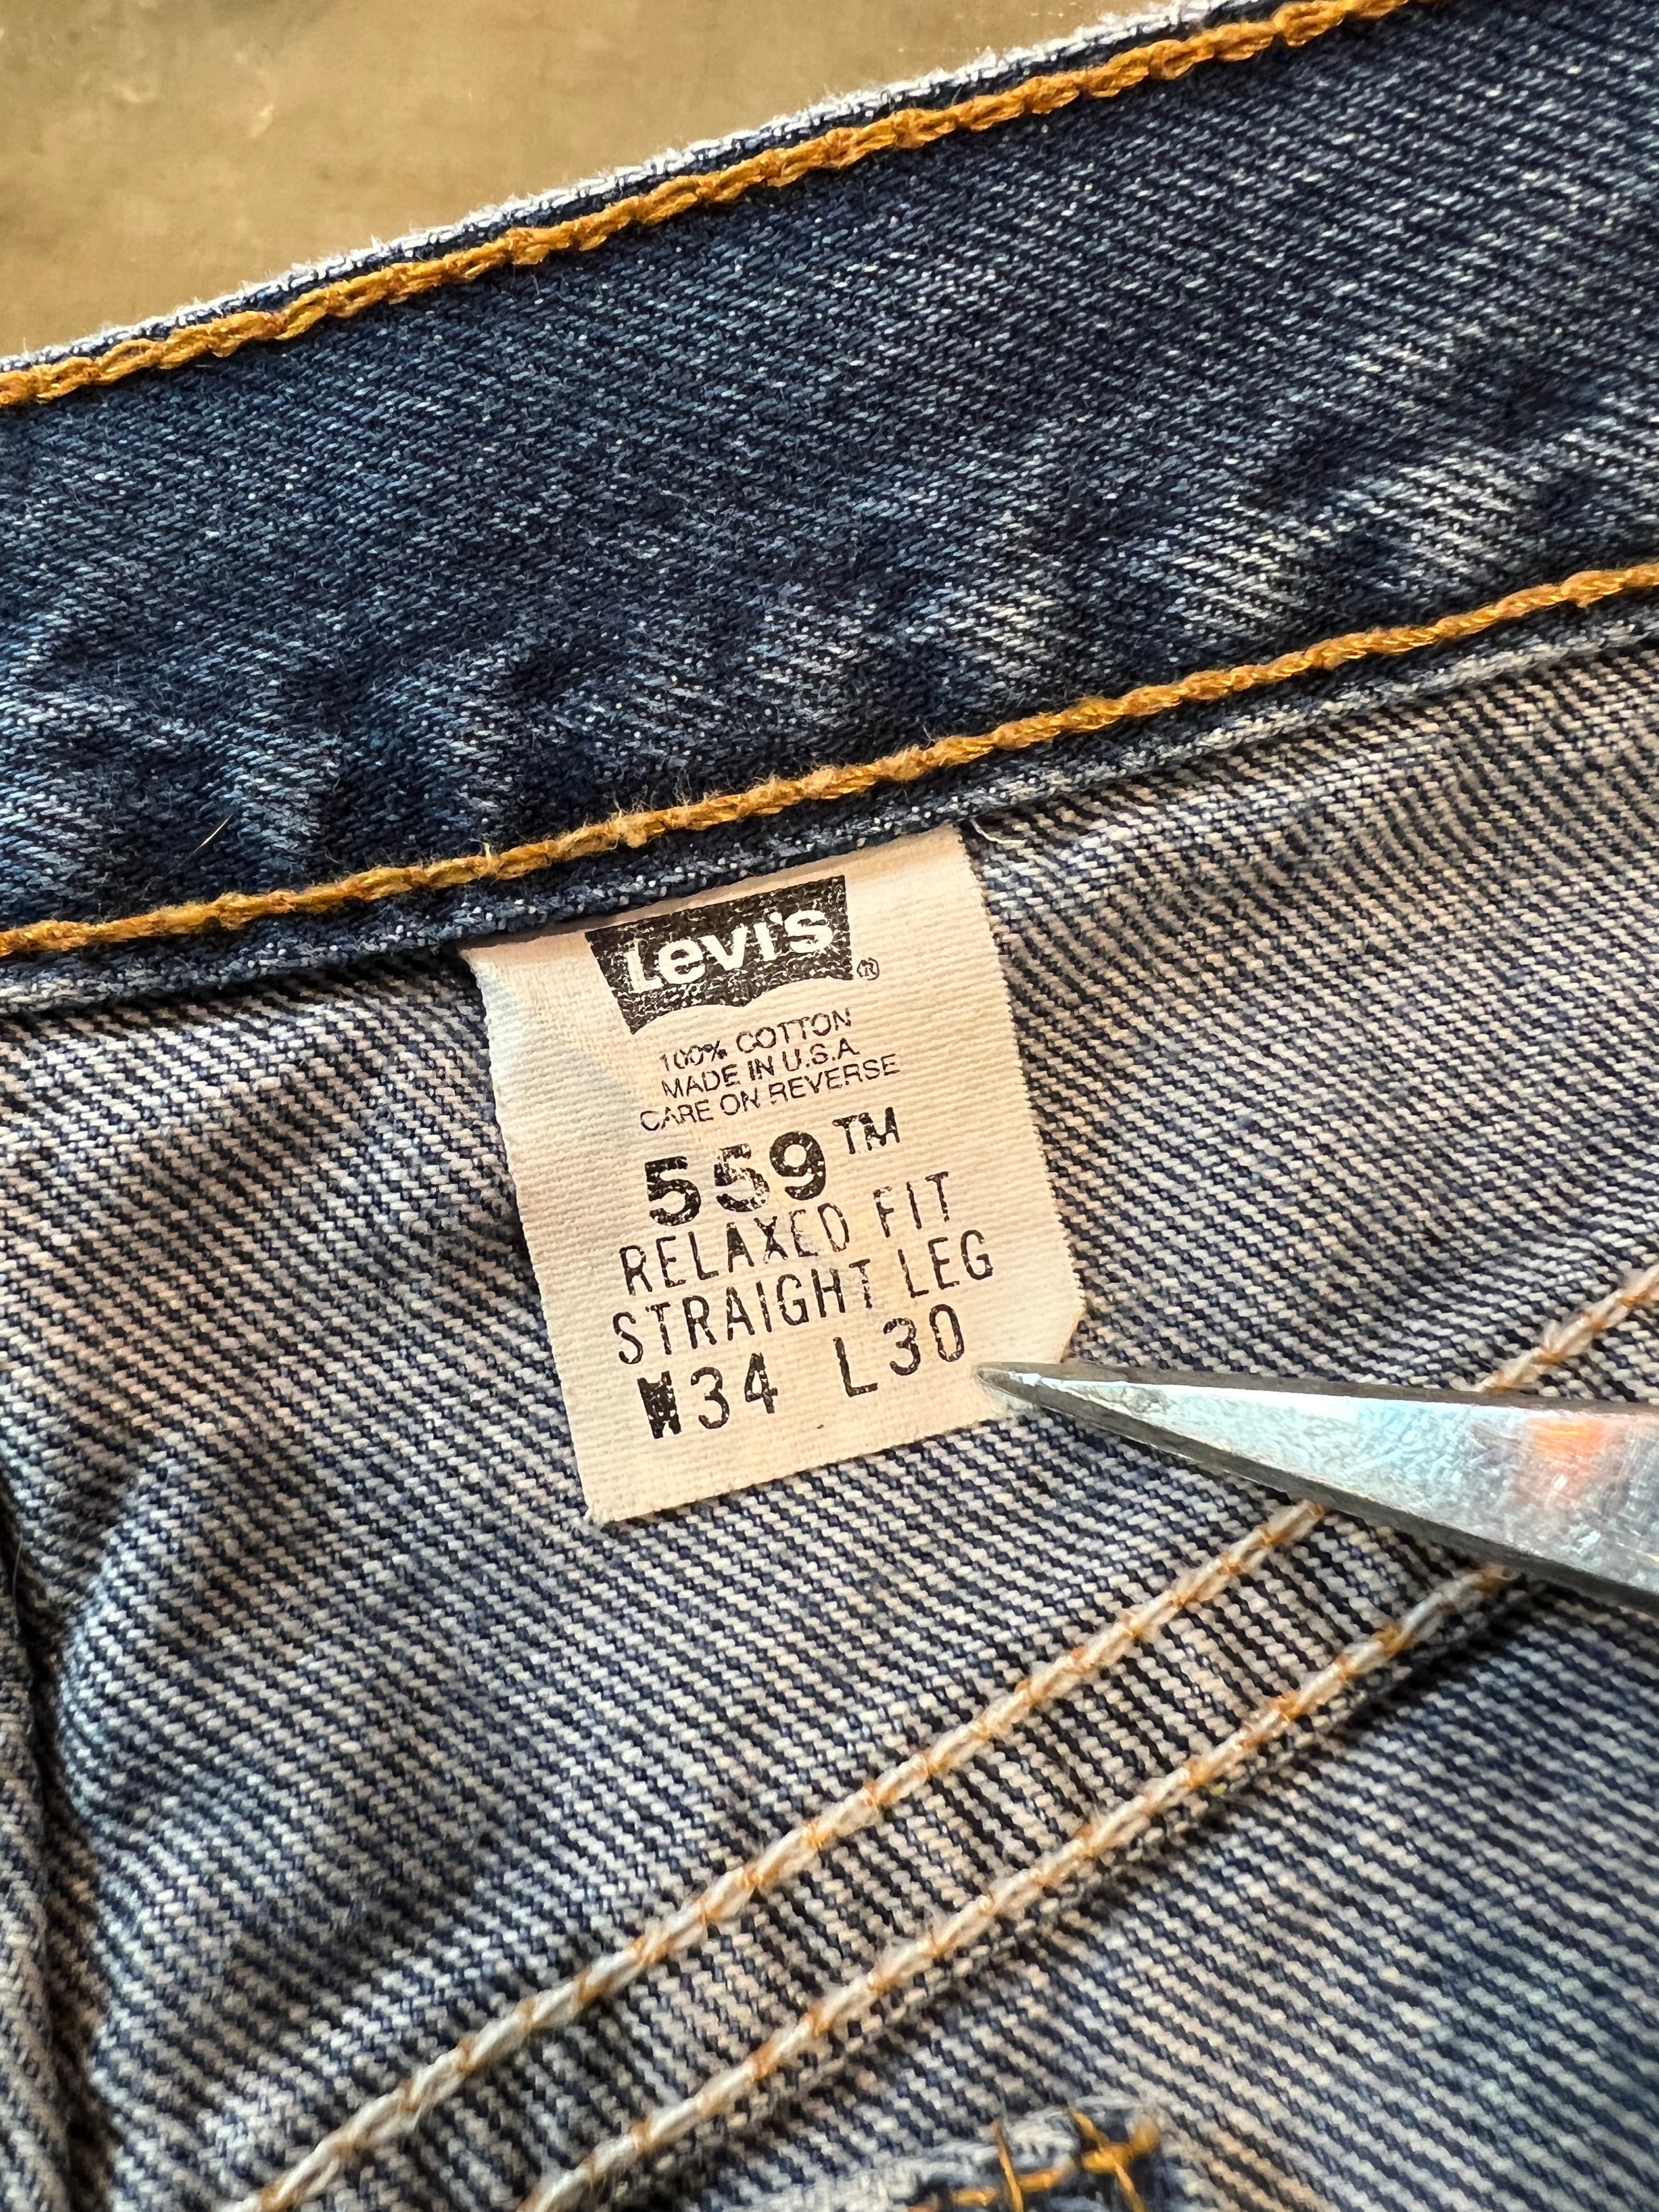 Levi's®
100% COTTON
MADE IN U.S.A
CARE ON REVERSE
559™
RELAXED FIT
STRAIGHT LEG
W34 L30